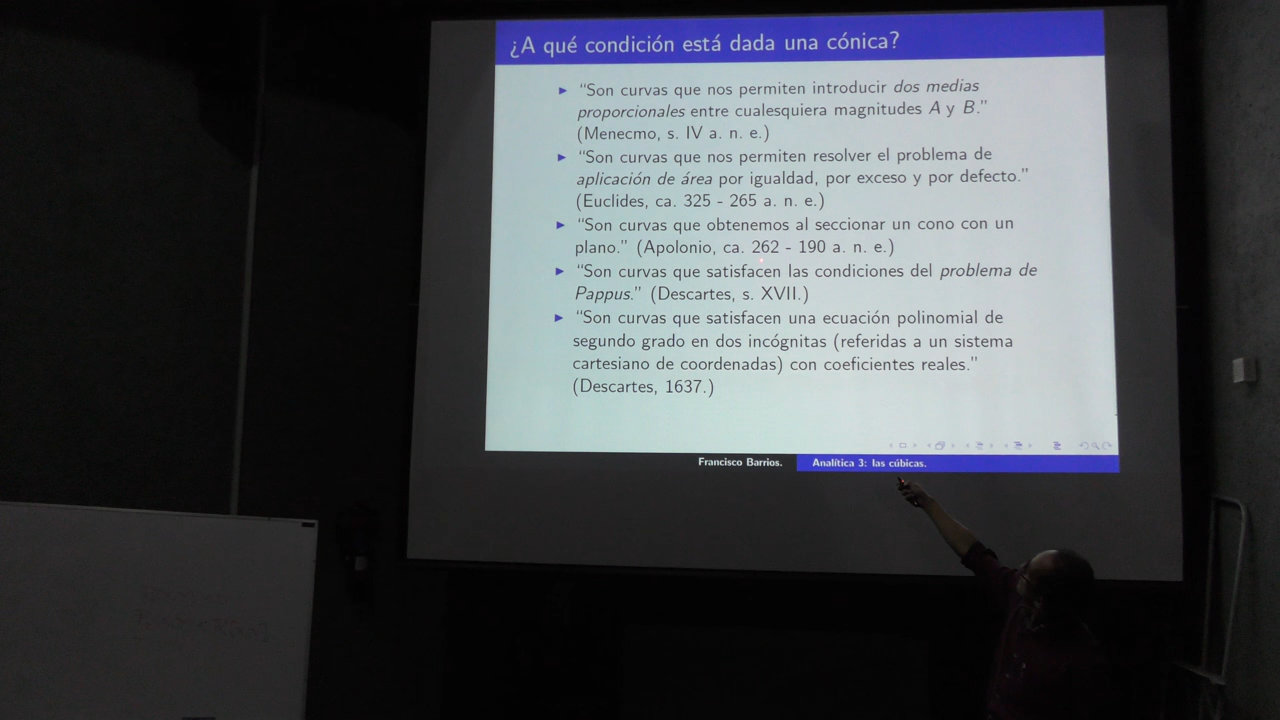 ¿A qué condición está dada una cónica?
“Son curvas que nos permiten introducir dos medias
proporcionales entre cualesquiera magnitudes A y B.”
(Menecmo, s. IV a. n. e.)
“Son curvas que nos permiten resolver el problema de
aplicación de área por igualdad, por exceso y por defecto.”
(Euclides, ca. 325 - 265 a. n. e.)
“Son curvas que obtenemos al seccionar un cono con un
plano.” (Apolonio, ca. 262 - 190 a. n. e.)
“Son curvas que satisfacen las condiciones del problema de
Pappus.” (Descartes, s. XVII.)
“Son curvas que satisfacen una ecuación polinomial de
segundo grado en dos incógnitas (referidas a un sistema
cartesiano de coordenadas) con coeficientes reales.”
(Descartes, 1637.)
Francisco Barrios. Analítica 3: las cúbicas.